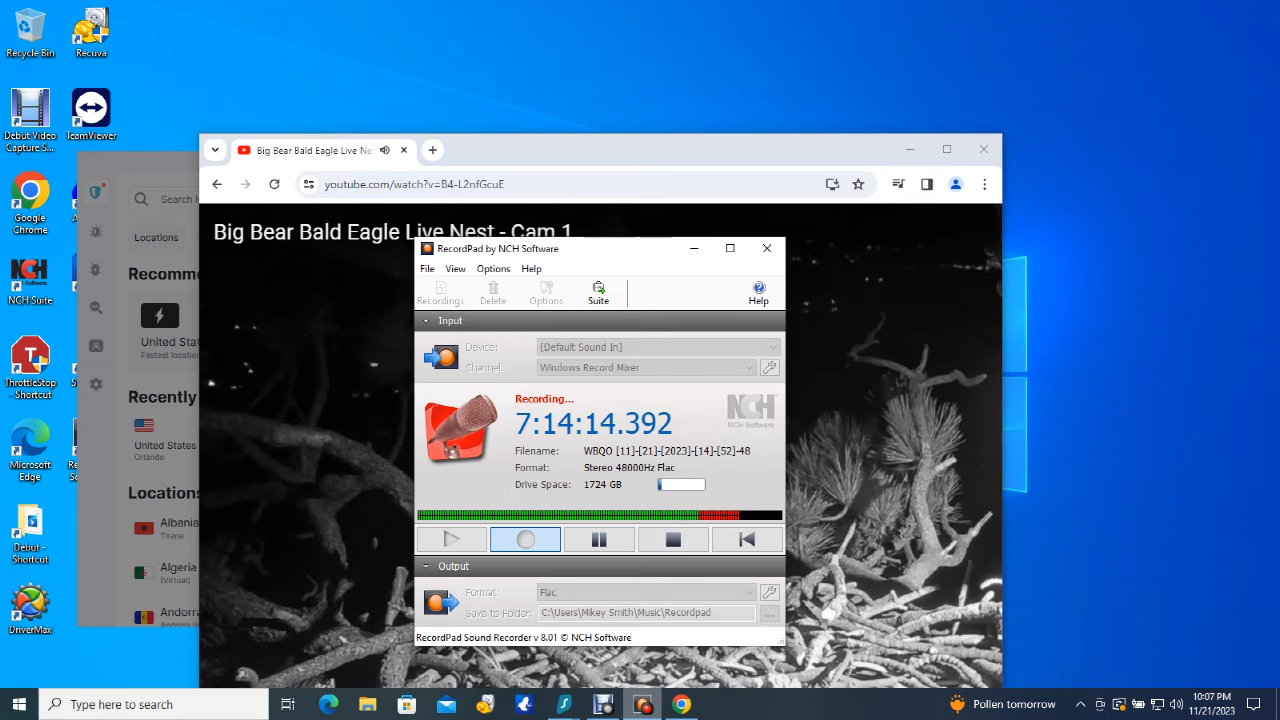 Recycle Bin
Recuva
Debut Video
Capture S...
TeamViewer
Google
Chrome
NCH
NCH Suite
ThrottleStop
- Shortcut
Microsoft
Edge
Debut -
Shortcut
DriverMax
Search l
Locations
Recomme
United Sta
Fastest locatio
Recently
United States
Orlando
Locations
Albania
Tirane
Algeria
(Virtual)
Andorra
Andorra la
Big Bear Bald Eagle Live Ne
youtube.com/watch?v=B4-L2nfGcuE
Big Bear Bald Eagle Live Nest - Cam 1
RecordPad by NCH Software
File View Options Help
Recordings Delete Options Suite Help
Input
Device: [Default Sound In]
Channel: Windows Record Mixer
Recording...
7:14:14.392
NCH
NCH Software
Filename: WBQO [11]-[21]-[2023]-[14]-[52]-48
Format: Stereo 48000Hz Flac
Drive Space: 1724 GB
Output
Format: Flac
Save to Folder: C:\Users\Mikey Smith\Music\Recordpad
...
RecordPad Sound Recorder v 8.01 © NCH Software
Type here to search
Pollen tomorrow
10:07 PM
11/21/2023